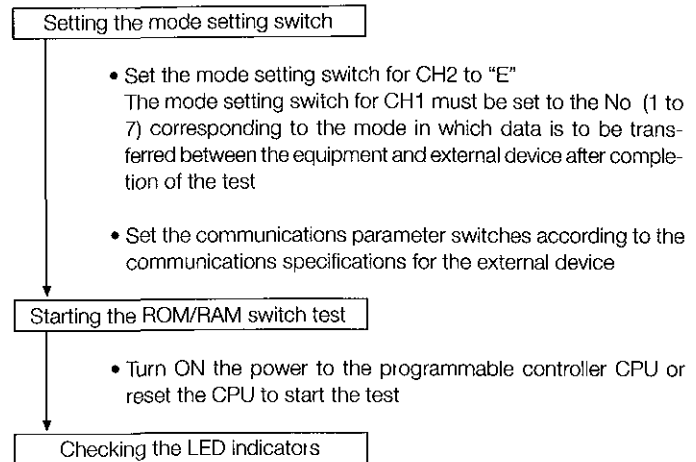 Setting the mode setting switch
• Set the mode setting switch for CH2 to “E”
The mode setting switch for CH1 must be set to the No (1 to
7) corresponding to the mode in which data is to be trans-
ferred between the equipment and external device after comple-
tion of the test
• Set the communications parameter switches according to the
communications specifications for the external device
Starting the ROM/RAM switch test
• Turn ON the power to the programmable controller CPU or
reset the CPU to start the test
Checking the LED indicators